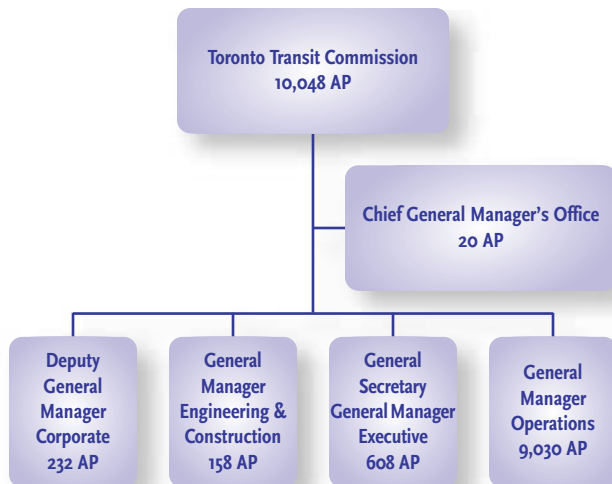 Toronto Transit Commission
10,048 AP
Chief General Manager's Office
20 AP
Deputy
General
Manager
Corporate
232 AP
General
Manager
Engineering &
Construction
158 AP
General
Secretary
General Manager
Executive
608 AP
General
Manager
Operations
9,030 AP